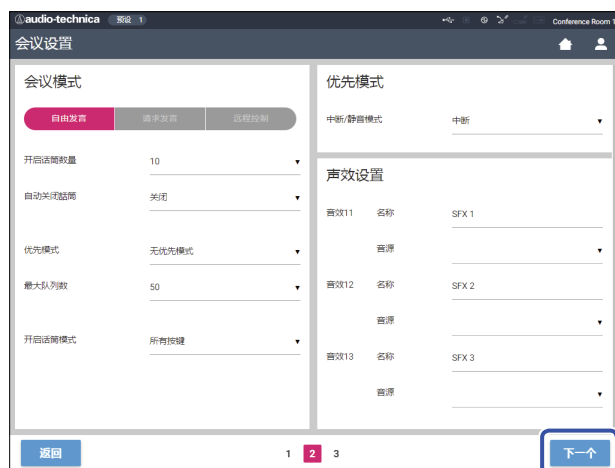 audio-technica 预设 1 Conference Room 1
会议设置
会议模式
自由发言 请求发言 远程控制
开启话筒数量 10
自动关闭話筒 关闭
优先模式 无优先模式
最大队列数 50
开启话筒模式 所有按键
优先模式
中断/静音模式 中断
声效设置
音效11 名称 SFX 1
音源
音效12 名称 SFX 2
音源
音效13 名称 SFX 3
音源
返回 1 2 3 下一个